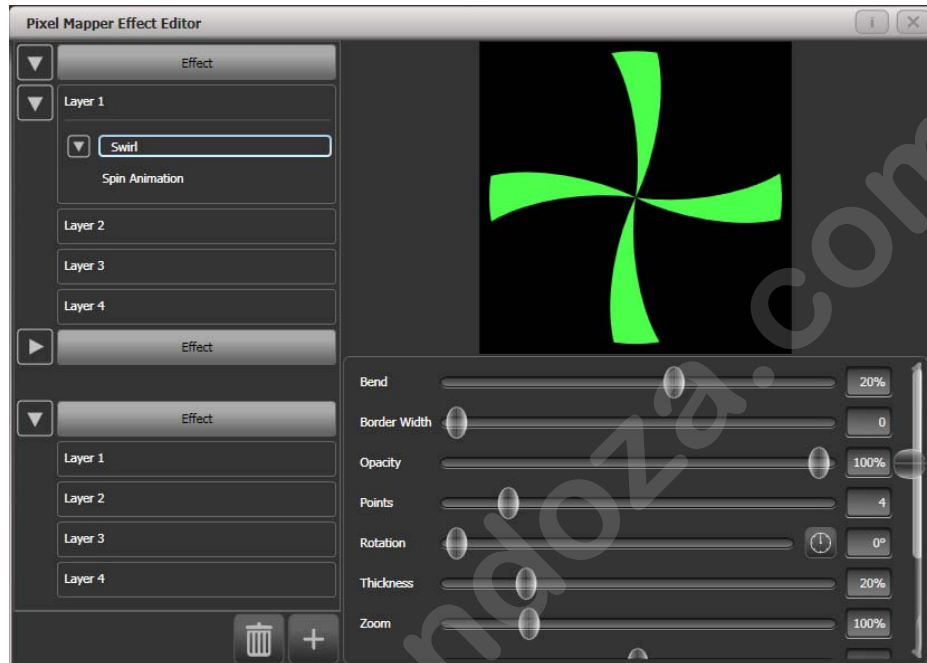 Pixel Mapper Effect Editor
Effect
Layer 1
Swirl
Spin Animation
Layer 2
Layer 3
Layer 4
Effect
Effect
Layer 1
Layer 2
Layer 3
Layer 4
Bend 20%
Border Width 0
Opacity 100%
Points 4
Rotation 0°
Thickness 20%
Zoom 100%